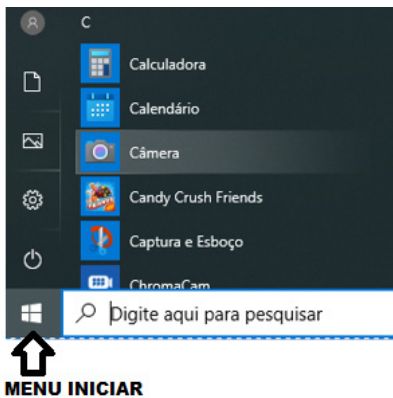 C
Calculadora
Calendário
Câmera
Candy Crush Friends
Captura e Esboço
ChromaCam
Digite aqui para pesquisar
MENU INICIAR